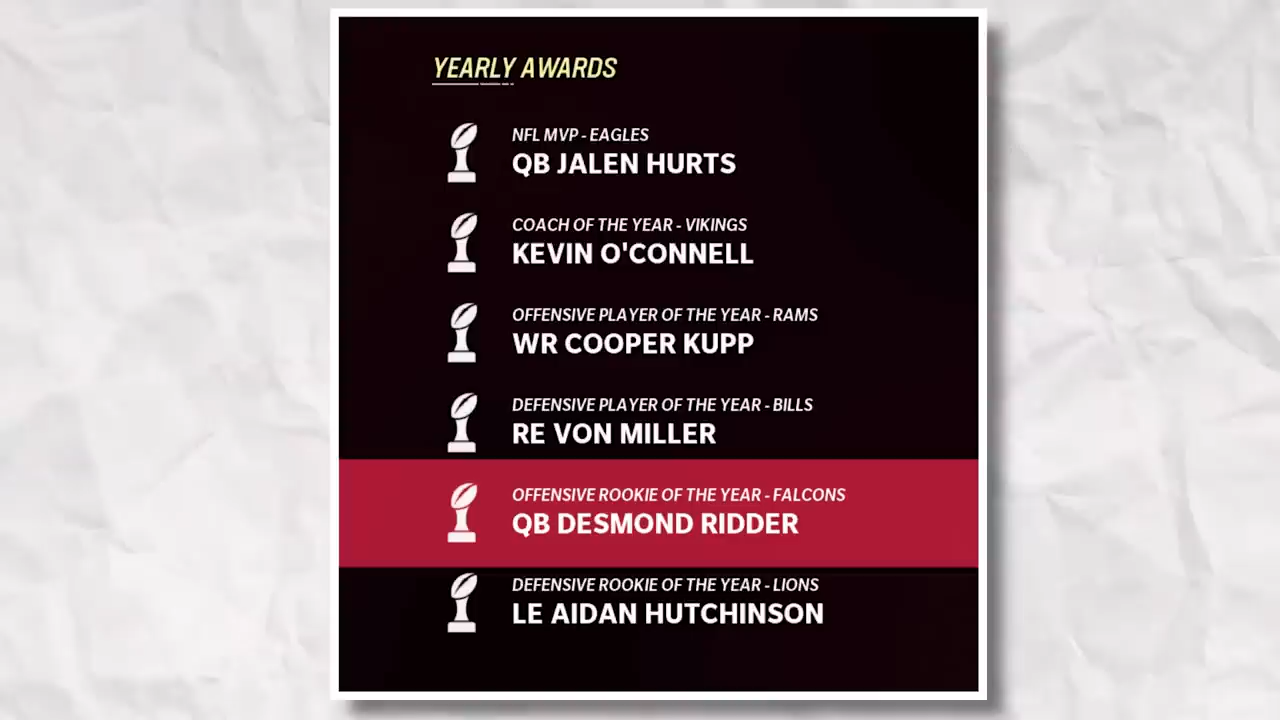 YEARLY AWARDS
NFL MVP - EAGLES
QB JALEN HURTS
COACH OF THE YEAR - VIKINGS
KEVIN O'CONNELL
OFFENSIVE PLAYER OF THE YEAR - RAMS
WR COOPER KUPP
DEFENSIVE PLAYER OF THE YEAR - BILLS
RE VON MILLER
OFFENSIVE ROOKIE OF THE YEAR - FALCONS
QB DESMOND RIDDER
DEFENSIVE ROOKIE OF THE YEAR - LIONS
LE AIDAN HUTCHINSON